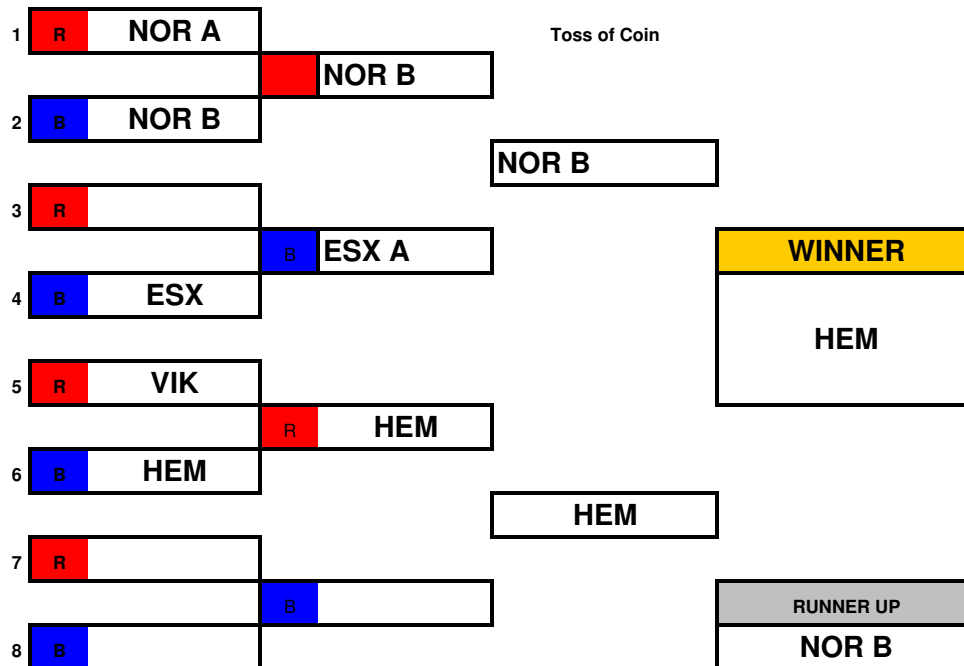 1 R NOR A Toss of Coin
NOR B
2 B NOR B
NOR B
3 R
B ESX A WINNER
4 B ESX
HEM
5 R VIK
R HEM
6 B HEM
HEM
7 R
B RUNNER UP
8 B NOR B